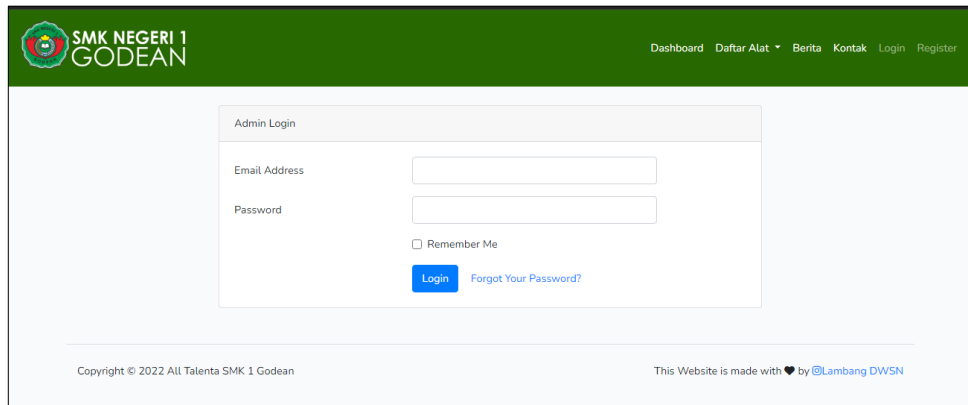 SMK NEGERI 1
GODEAN
Dashboard Daftar Alat Berita Kontak Login Register
Admin Login
Email Address
Password
Remember Me
Login Forgot Your Password?
Copyright © 2022 All Talenta SMK 1 Godean
This Website is made with ♥ by Lambang DWSN